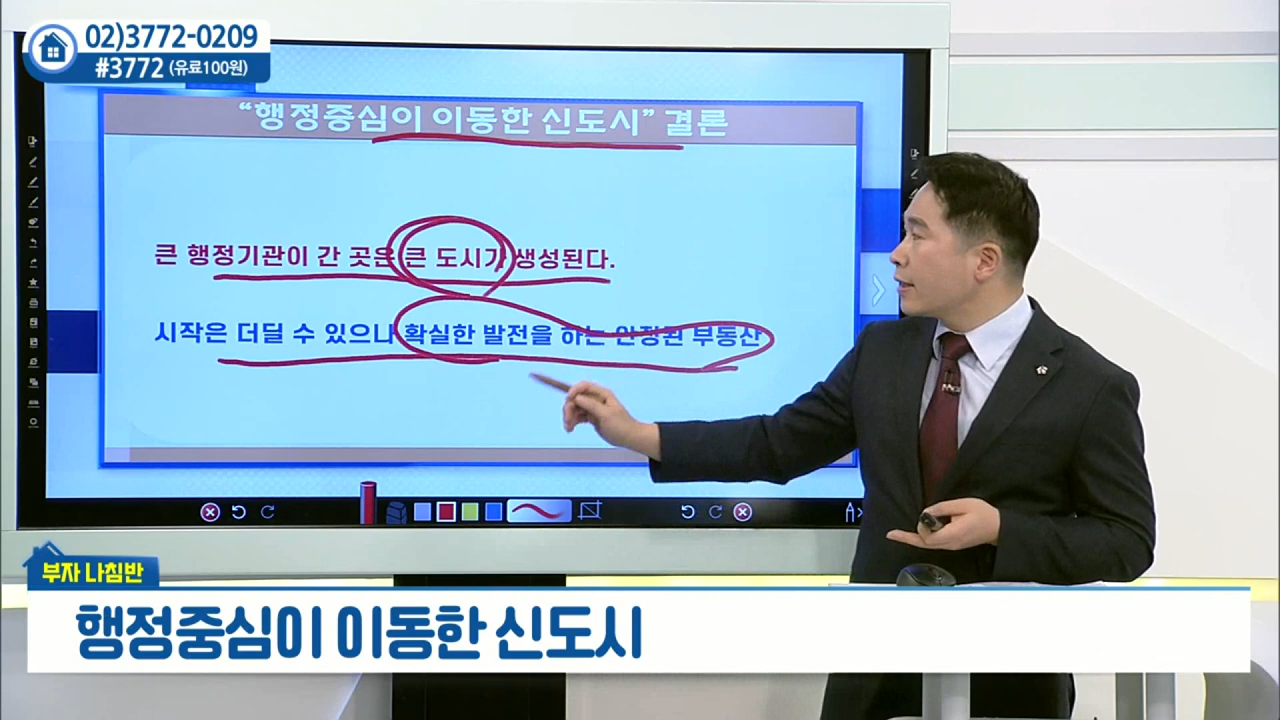 02)3772-0209
#3772 (유료100원)
“행정중심이 이동한 신도시” 결론
큰 행정기관이 간 곳은 큰 도시가 생성된다.
시작은 더딜 수 있으나 확실한 발전을 하는 안정된 부동산
부자 나침반
행정중심이 이동한 신도시